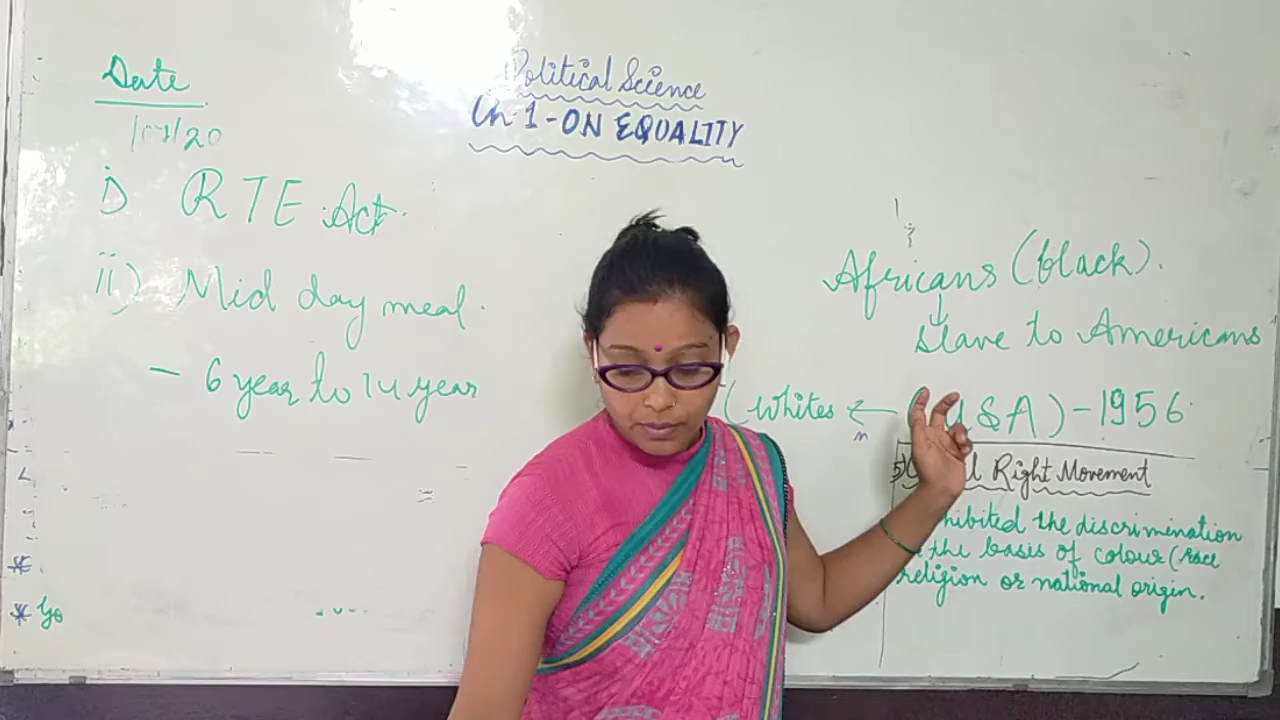 Political Science
Ch-1-ON EQUALITY
Date
i) RTE Act.
ii) Mid day meal.
- 6 year to 14 year
Africans (black).
↓
slave to Americans
(Whites ← USA) - 1956
5) Right Movement
the discrimination
the basis of colour (race
religion or national origin.